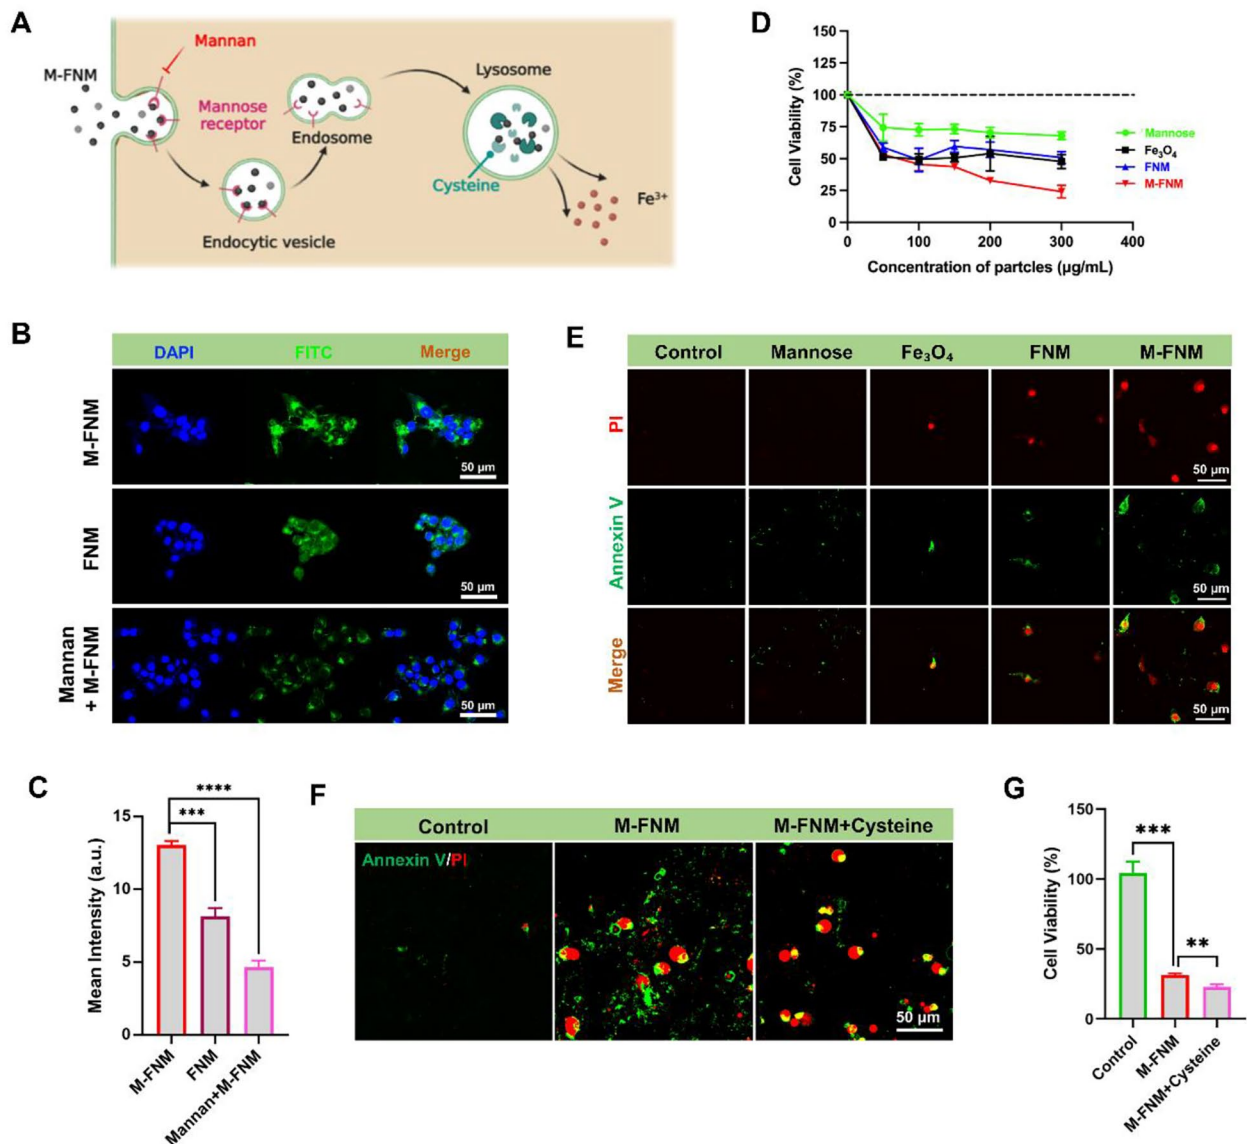 A
Mannan
M-FNM
Mannose
receptor
Endosome
Lysosome
Cysteine
Fe³⁺
Endocytic vesicle
B
DAPI FITC Merge
M-FNM
50 µm
FNM
50 µm
Mannan
+ M-FNM
50 µm
C
Mean Intensity (a.u.)
15
10
5
0
****
***
M-FNM
FNM
Mannan+M-FNM
D
Cell Viability (%)
150
125
100
75
50
25
0
0 100 200 300 400
Concentration of partcles (µg/mL)
Mannose
Fe₃O₄
FNM
M-FNM
E
Control Mannose Fe₃O₄ FNM M-FNM
PI
50 µm
Annexin V
50 µm
Merge
50 µm
F
Control M-FNM M-FNM+Cysteine
Annexin V/PI
50 µm
G
Cell Viability (%)
150
100
50
0
***
**
Control
M-FNM
M-FNM+Cysteine